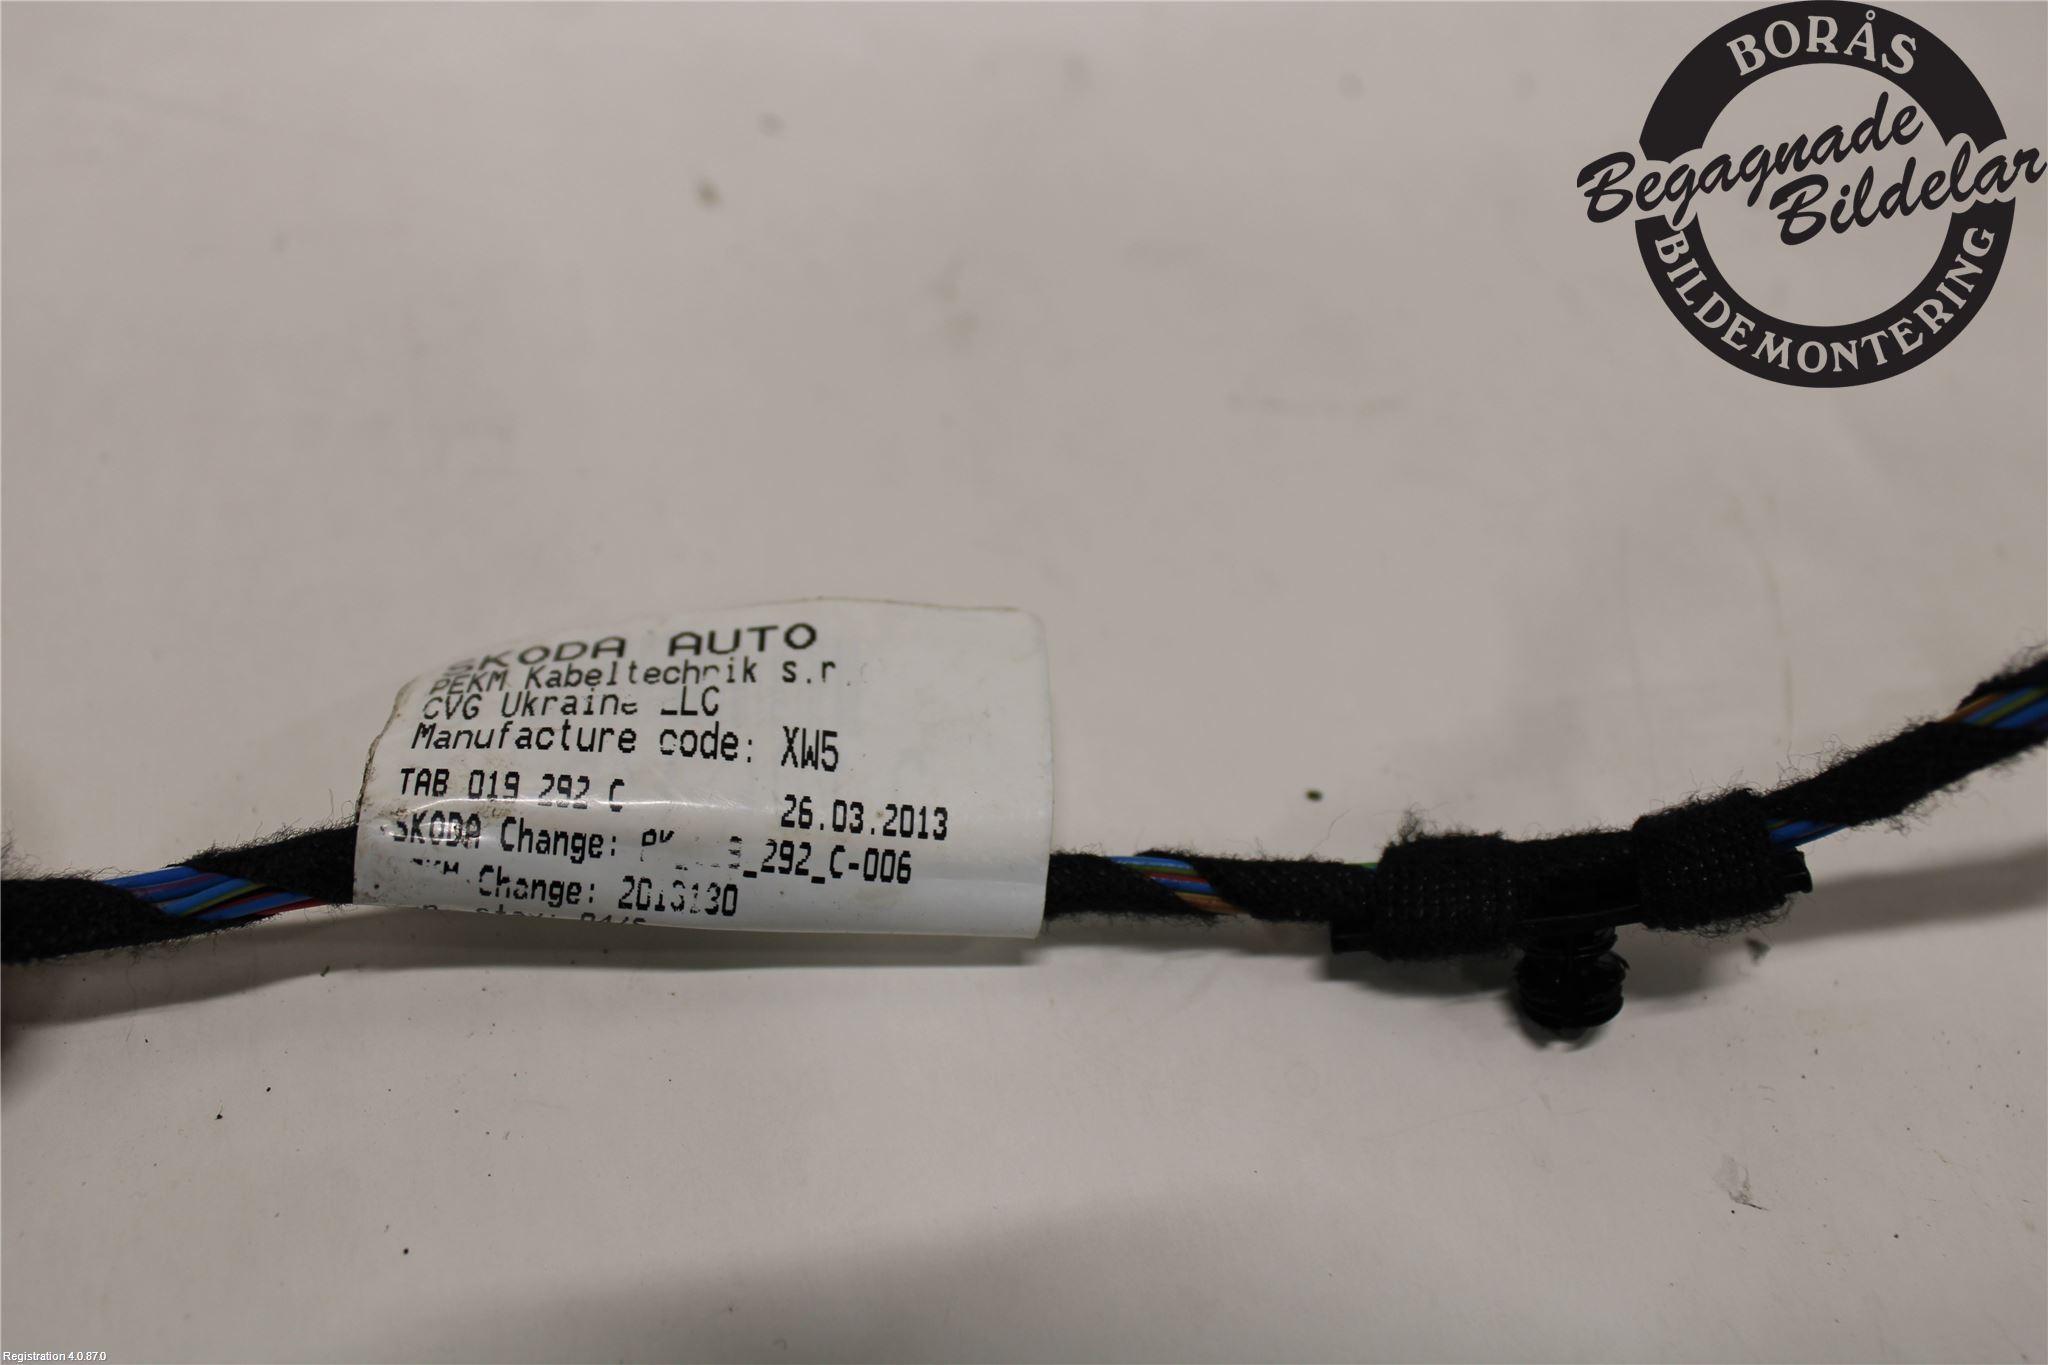 BORÅS
Begagnade
Bildelar
BILDEMONTERING
SKODA AUTO
PEKM Kabeltechnik s.r.
CVG Ukraine LLC
Manufacture code: XW5
TAB 019 292 C
26.03.2013
SKODA Change: 292_C-006
Change:
Registration 4.0.87.0